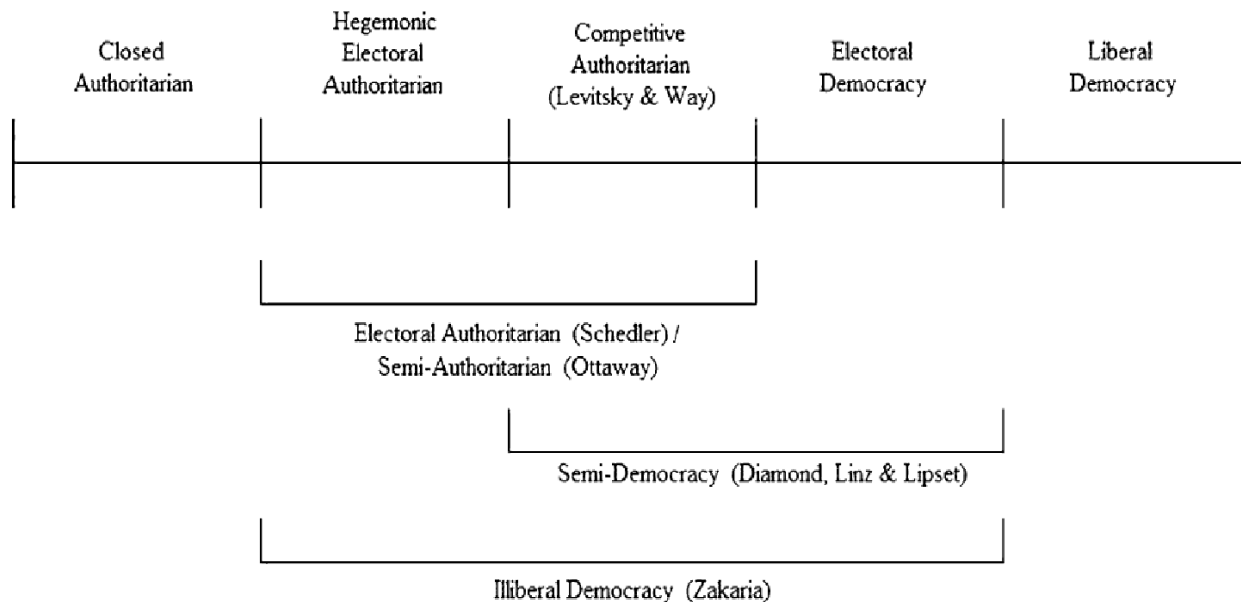 Closed
Authoritarian
Hegemonic
Electoral
Authoritarian
Competitive
Authoritarian
(Levitsky & Way)
Electoral
Democracy
Liberal
Democracy
Electoral Authoritarian (Schedler) /
Semi-Authoritarian (Ottaway)
Semi-Democracy (Diamond, Linz & Lipset)
Illiberal Democracy (Zakaria)